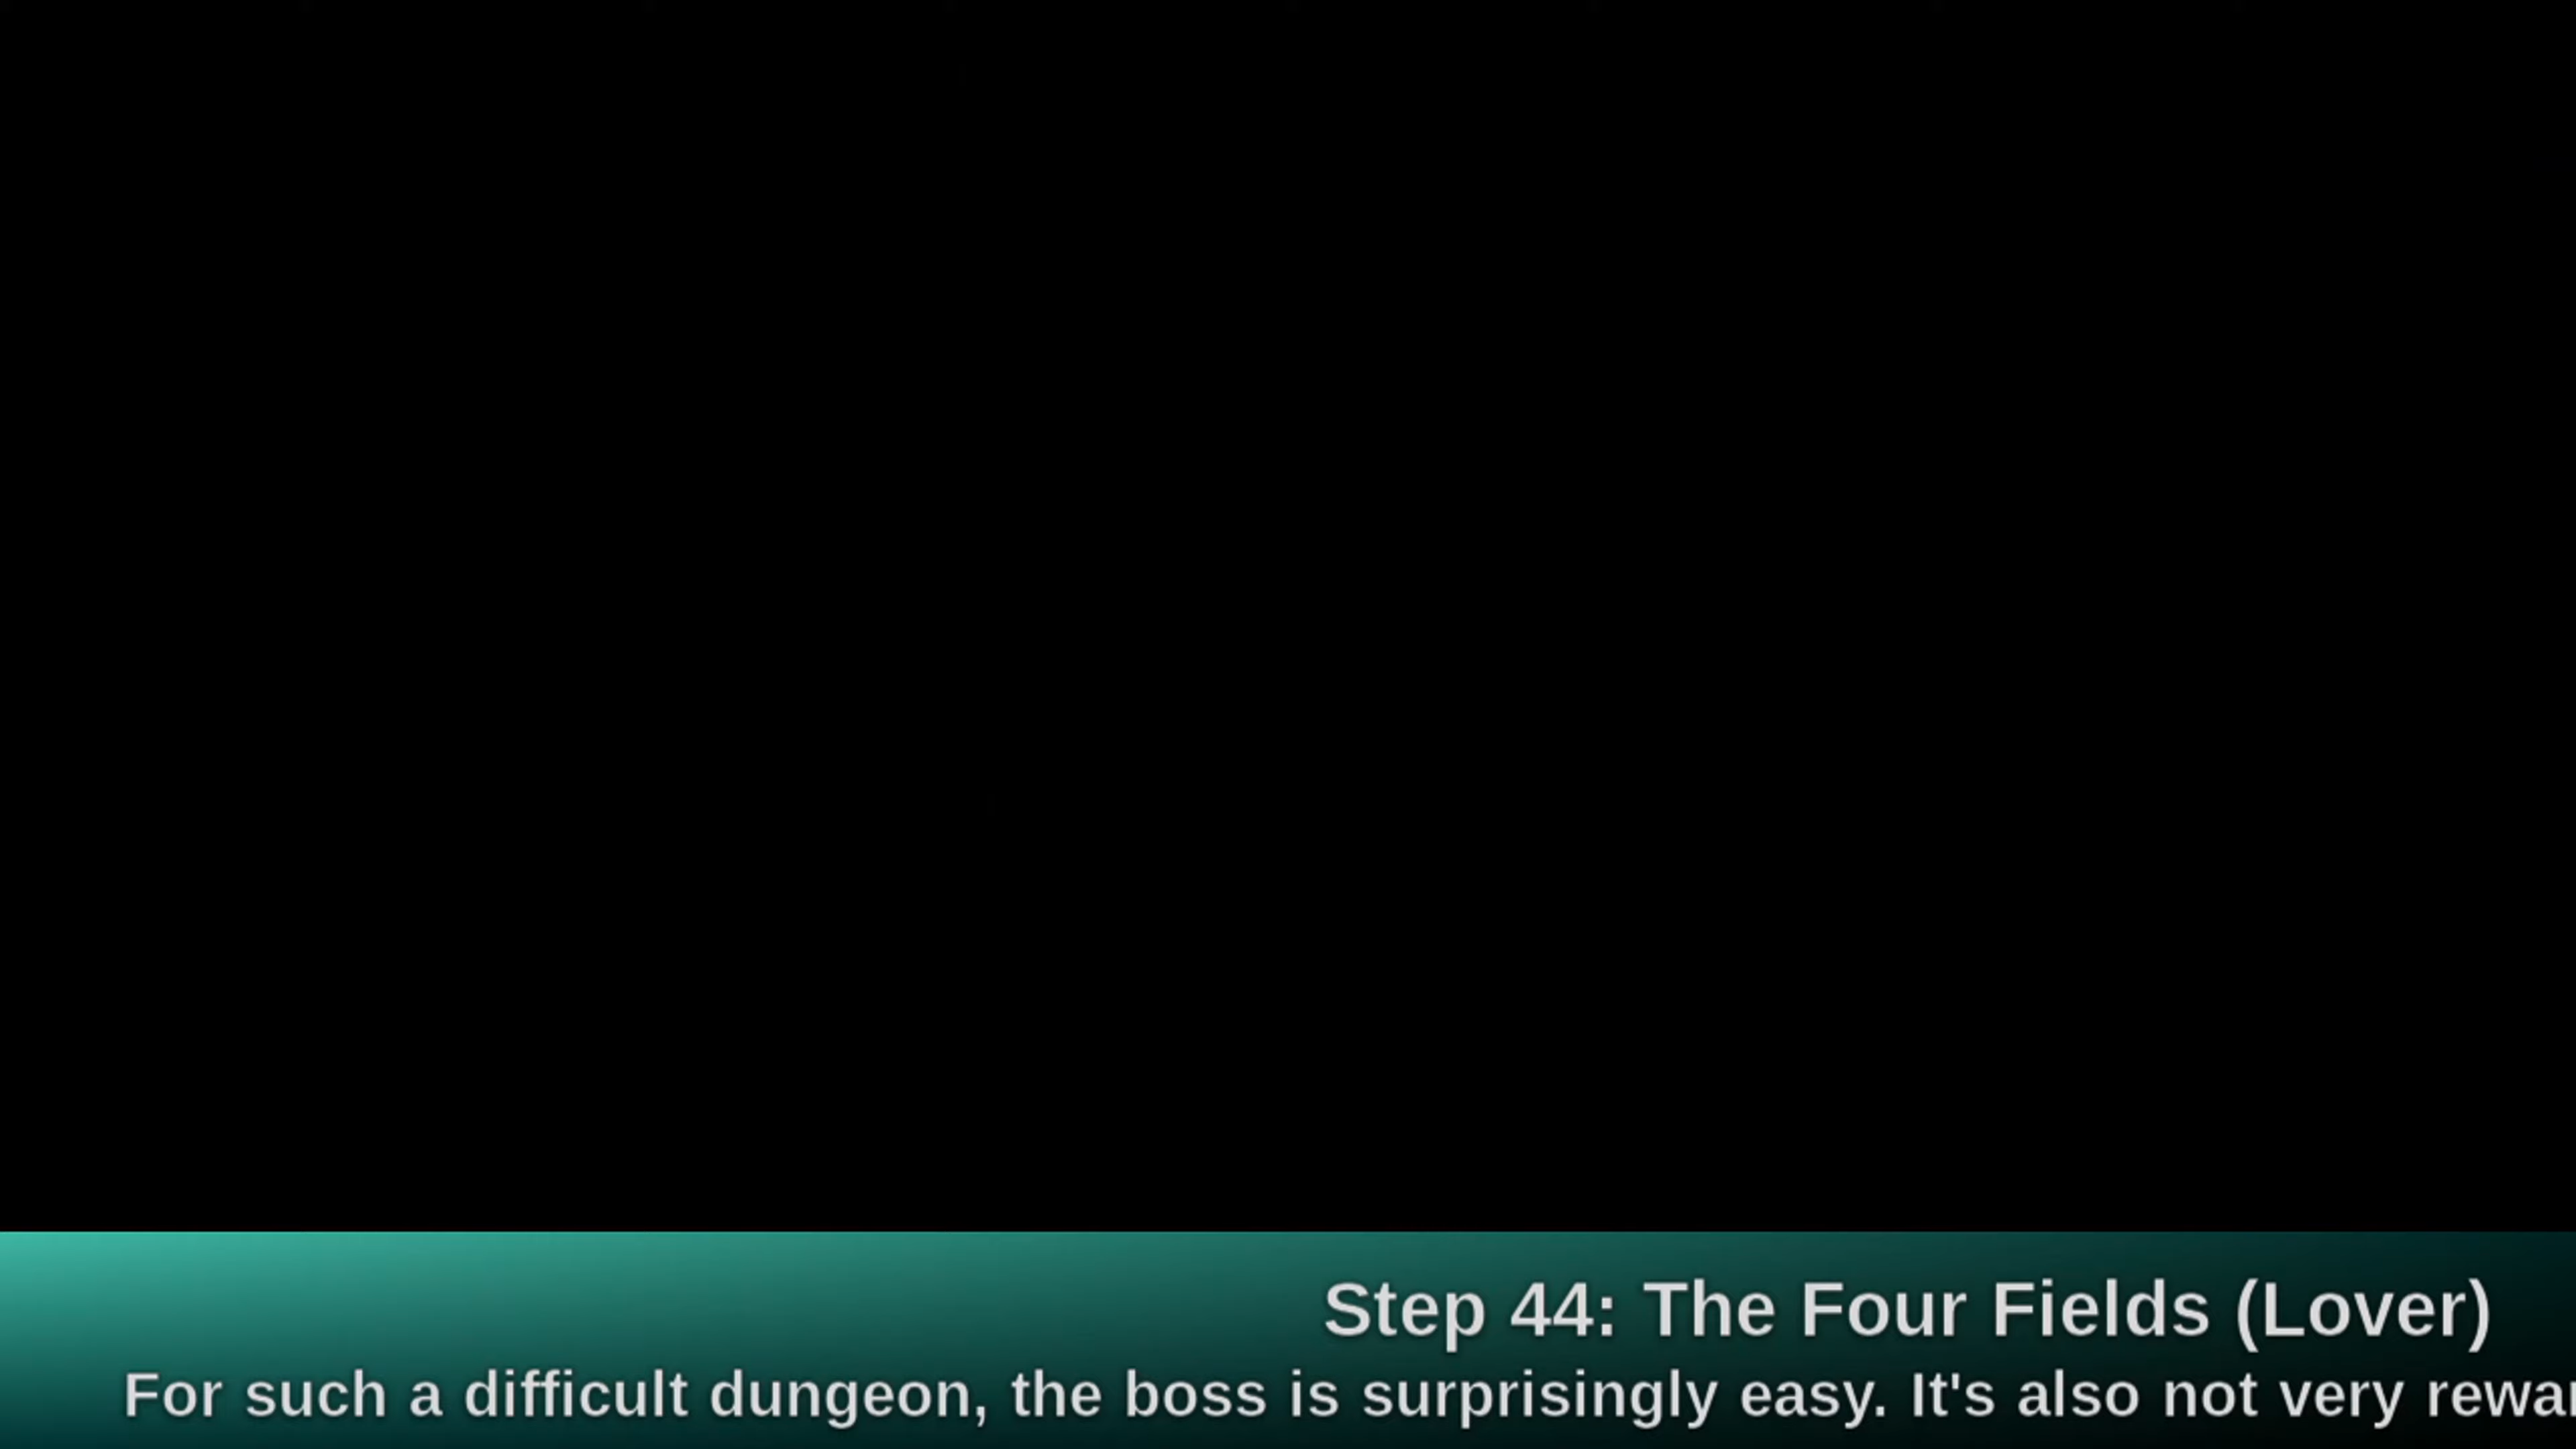 Step 44: The Four Fields (Lover)
For such a difficult dungeon, the boss is surprisingly easy. It's also not very